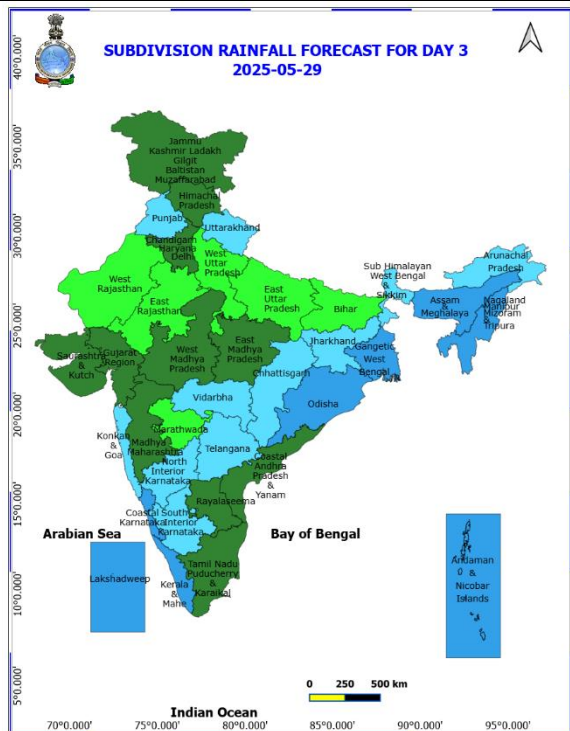 SUBDIVISION RAINFALL FORECAST FOR DAY 3
2025-05-29
40°0.000'
35°0.000'
30°0.000'
25°0.000'
20°0.000'
15°0.000'
10°0.000'
5°0.000'
Jammu
Kashmir Ladakh
Gilgit
Baltistan
Muzaffarabad
Himachal
Pradesh
Punjab
Uttarakhand
Chandigarh
Haryana
Delhi
West
Uttar
Pradesh
West
Rajasthan
East
Rajasthan
East
Uttar
Pradesh
Bihar
Sub Himalayan
West Bengal
&
Sikkim
Arunachal
Pradesh
Assam
&
Meghalaya
Nagaland
Manipur
Mizoram
&
Tripura
Saurashtra
&
Kutch
Gujarat
Region
West
Madhya
Pradesh
East
Madhya
Pradesh
Jharkhand
Gangetic
West
Bengal
Chhattisgarh
Odisha
Vidarbha
Marathwada
Madhya
Maharashtra
Konkan
&
Goa
Telangana
North
Interior
Karnataka
Coastal
Andhra
Pradesh
&
Yanam
Rayalaseema
Coastal
Karnataka
South
Interior
Karnataka
Arabian Sea
Bay of Bengal
Tamil Nadu
Puducherry
&
Karaikal
Lakshadweep
Kerala
&
Mahe
Andaman
&
Nicobar
Islands
0 250 500 km
Indian Ocean
70°0.000' 75°0.000' 80°0.000' 85°0.000' 90°0.000' 95°0.000'